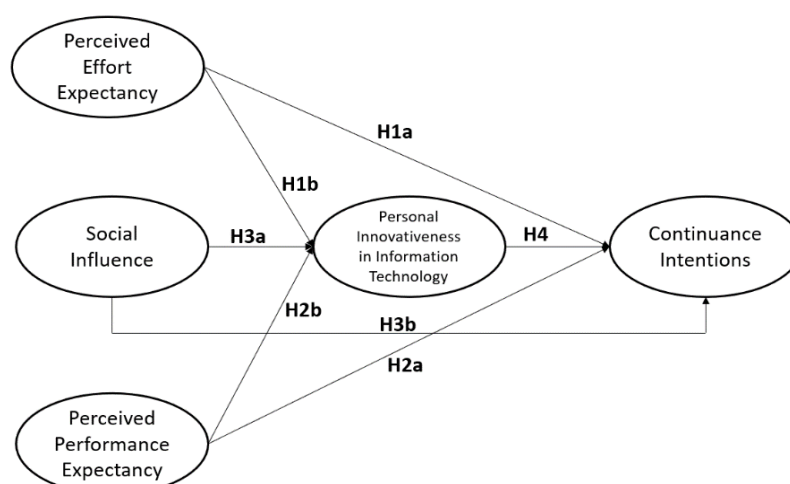 Perceived
Effort
Expectancy
H1a
H1b
Social
Influence
H3a
Personal
Innovativeness
in Information
Technology
H4
Continuance
Intentions
H2b
H3b
H2a
Perceived
Performance
Expectancy